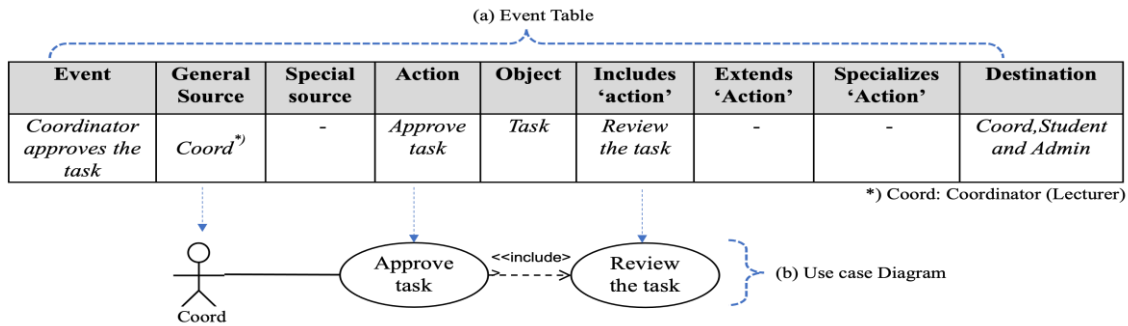 (a) Event Table
Event General Source Special source Action Object Includes ‘action’ Extends ‘Action’ Specializes ‘Action’ Destination
Coordinator approves the task Coord*) - Approve task Task Review the task - - Coord,Student and Admin
*) Coord: Coordinator (Lecturer)
Approve task
<<include>
Review the task
(b) Use case Diagram
Coord